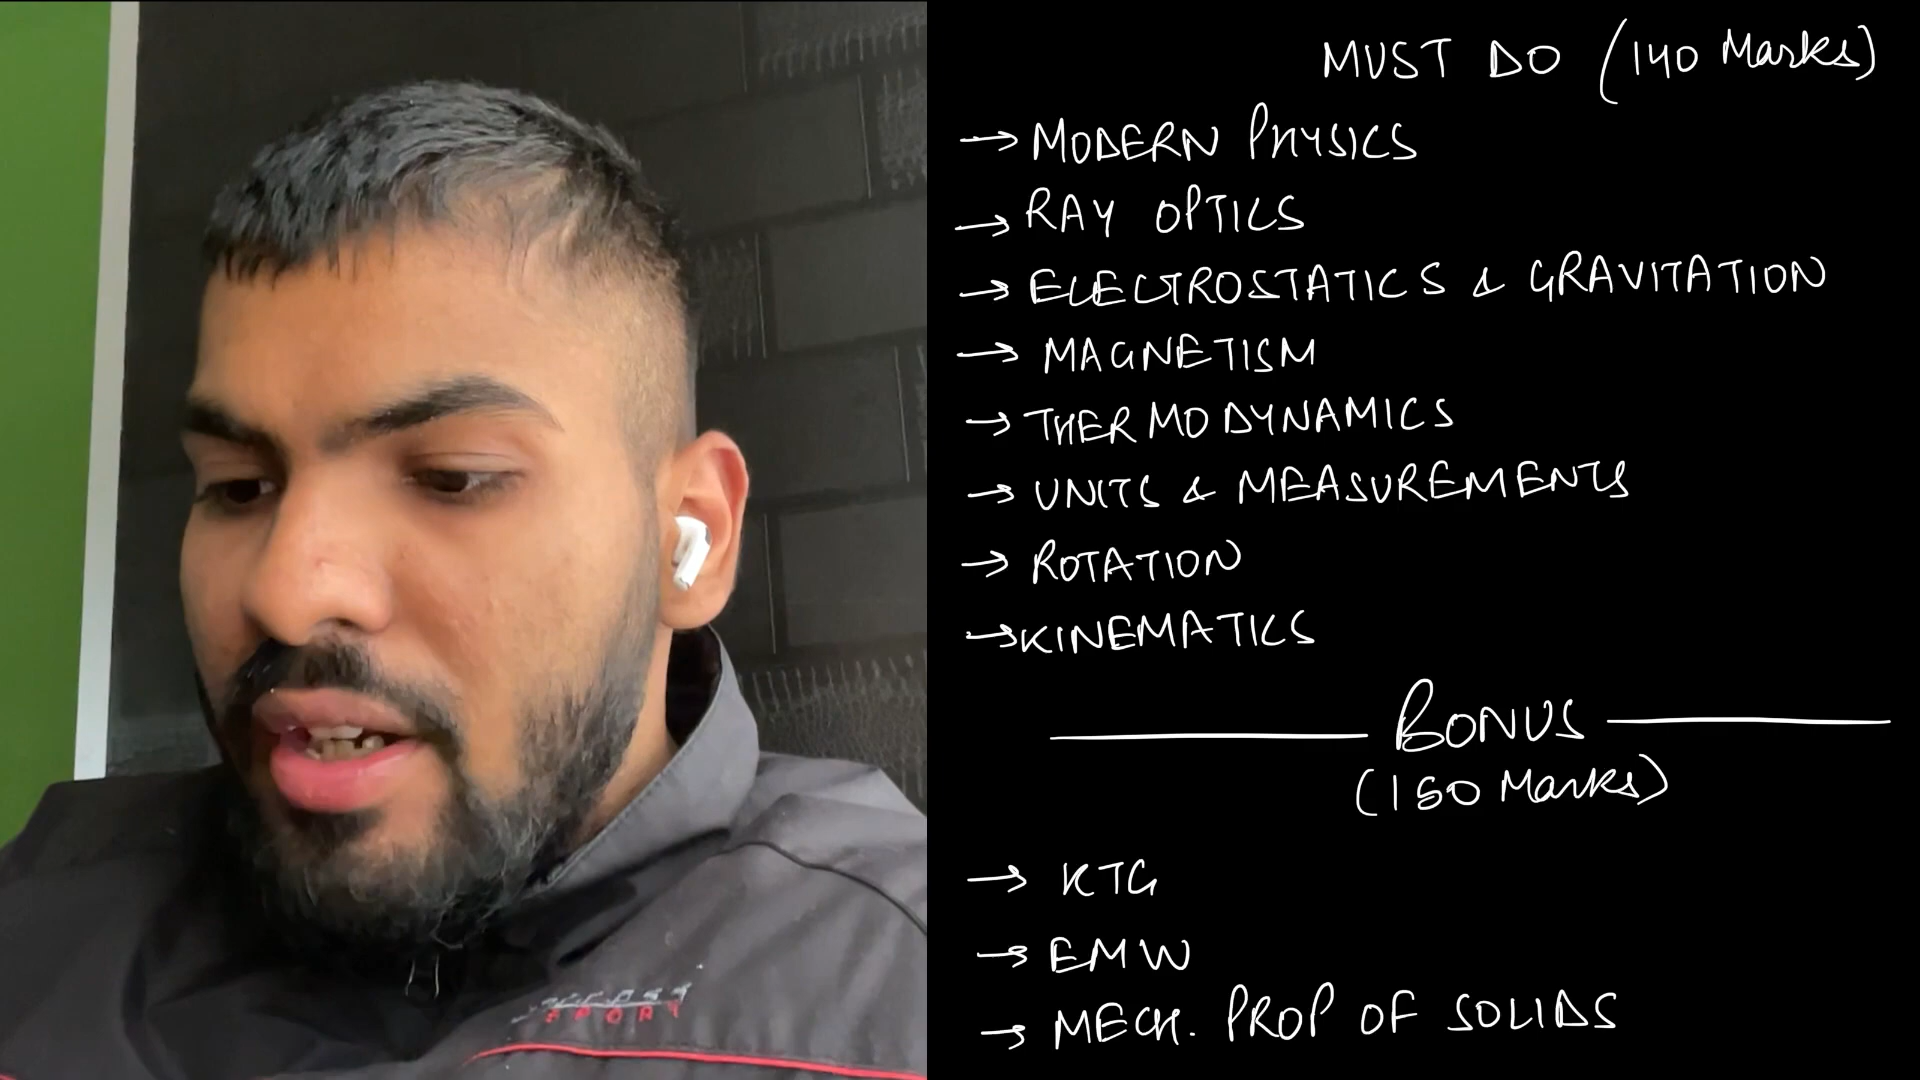 MUST DO (140 Marks)
→ MODERN PHYSICS
→ RAY OPTICS
→ ELECTROSTATICS & GRAVITATION
→ MAGNETISM
→ THERMODYNAMICS
→ UNITS & MEASUREMENTS
→ ROTATION
→ KINEMATICS
BONUS
(150 Marks)
→ KTG
→ EMW
→ MECH. PROP OF SOLIDS
SPORT